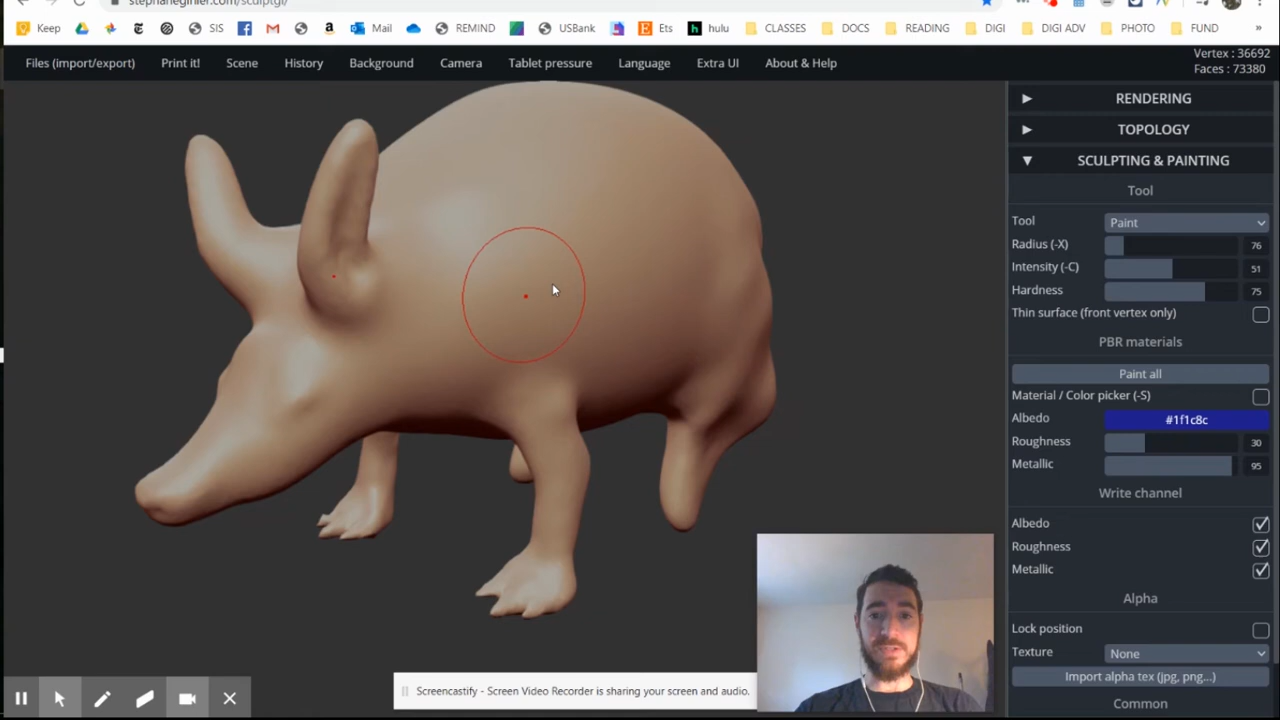 stephaneginier.com/sculptgl/
Keep SIS Mail REMIND USBank Ets hulu CLASSES DOCS READING DIGI DIGI ADV PHOTO FUND »
Files (import/export) Print it! Scene History Background Camera Tablet pressure Language Extra UI About & Help
Vertex : 36692
Faces : 73380
RENDERING
TOPOLOGY
SCULPTING & PAINTING
Tool
Tool Paint
Radius (-X) 76
Intensity (-C) 51
Hardness 75
Thin surface (front vertex only)
PBR materials
Paint all
Material / Color picker (-S)
Albedo #1f1c8c
Roughness 30
Metallic 95
Write channel
Albedo
Roughness
Metallic
Alpha
Lock position
Texture None
Import alpha tex (jpg, png...)
Common
Screencastify - Screen Video Recorder is sharing your screen and audio.